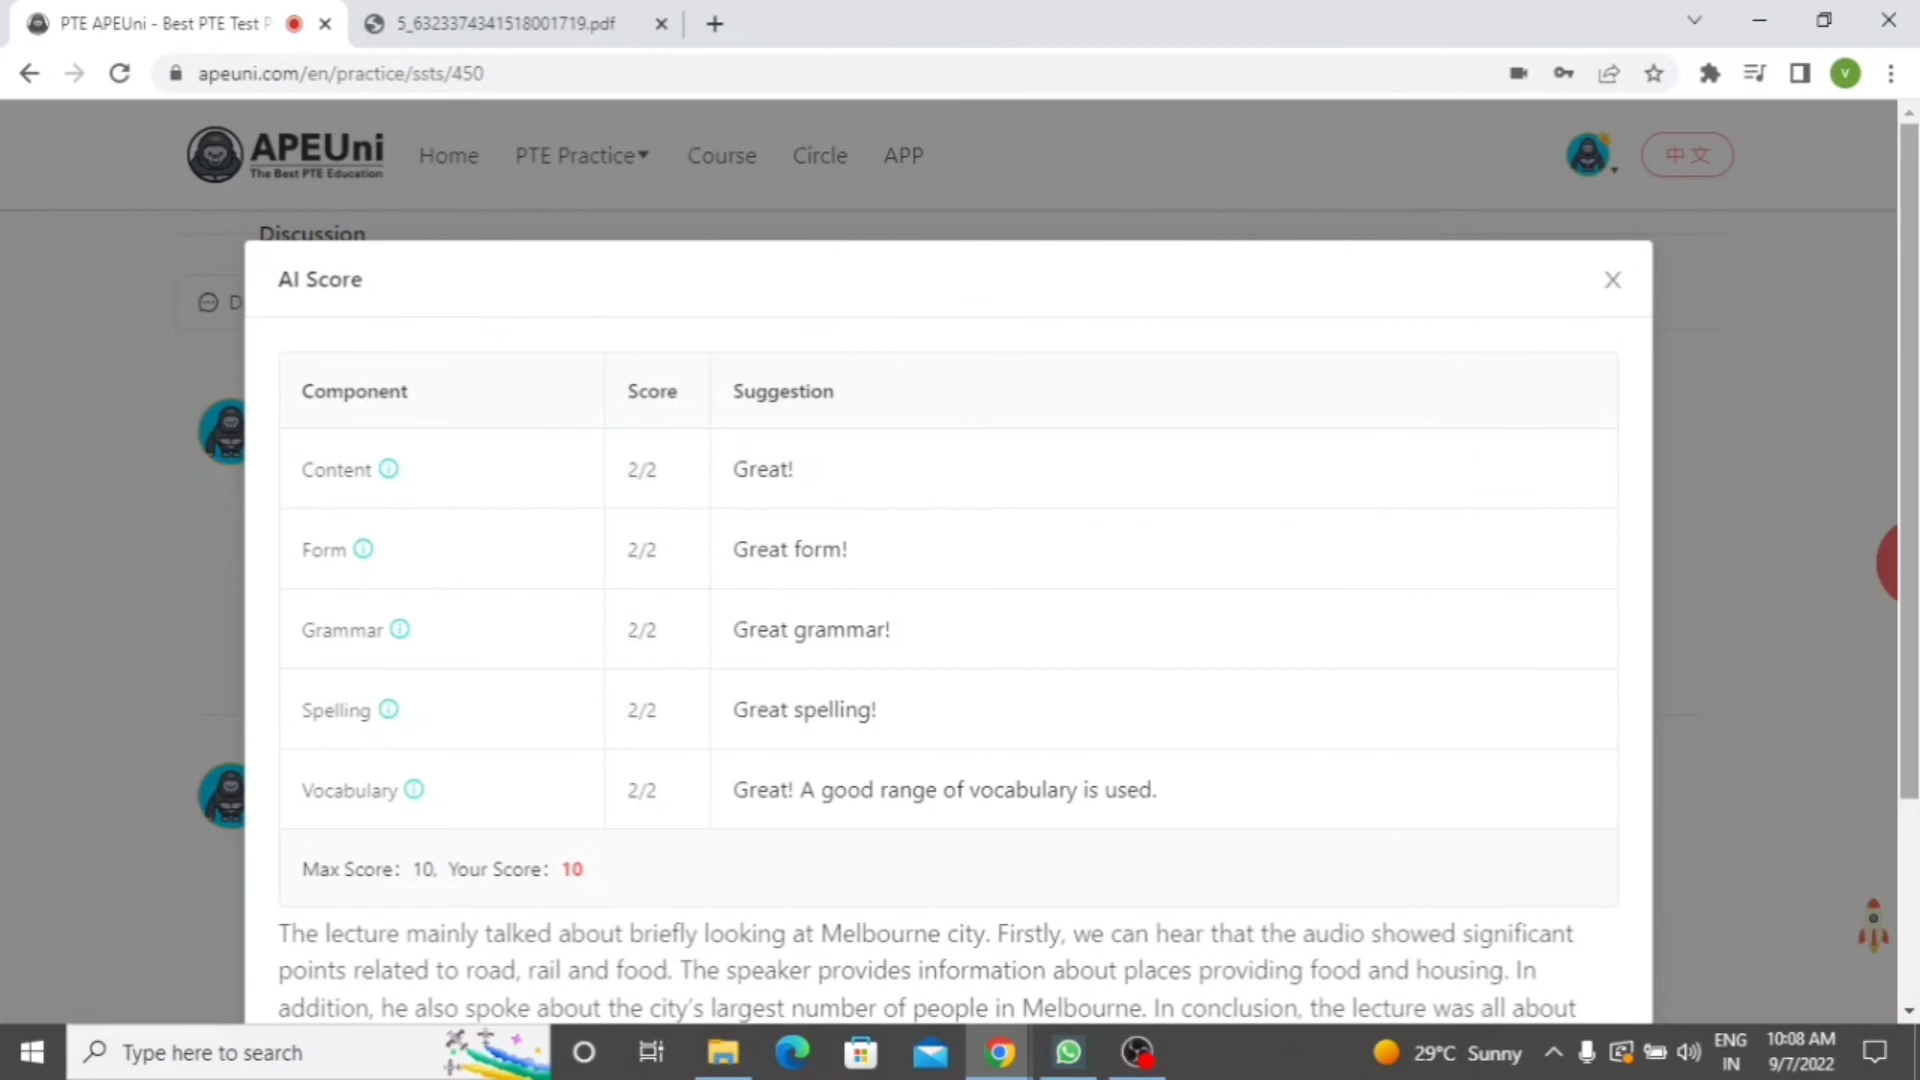 PTE APEUni - Best PTE Test P
5_6323374341518001719.pdf
apeuni.com/en/practice/ssts/450
V
APEUni
The Best PTE Education
Home
PTE Practice
Course
Circle
APP
中文
Discussion
D
AI Score
Component
Score
Suggestion
Content
2/2
Great!
Form
2/2
Great form!
Grammar
2/2
Great grammar!
Spelling
2/2
Great spelling!
Vocabulary
2/2
Great! A good range of vocabulary is used.
Max Score: 10, Your Score: 10
The lecture mainly talked about briefly looking at Melbourne city. Firstly, we can hear that the audio showed significant
points related to road, rail and food. The speaker provides information about places providing food and housing. In
addition, he also spoke about the city's largest number of people in Melbourne. In conclusion, the lecture was all about
Type here to search
29°C Sunny
ENG
IN
10:08 AM
9/7/2022